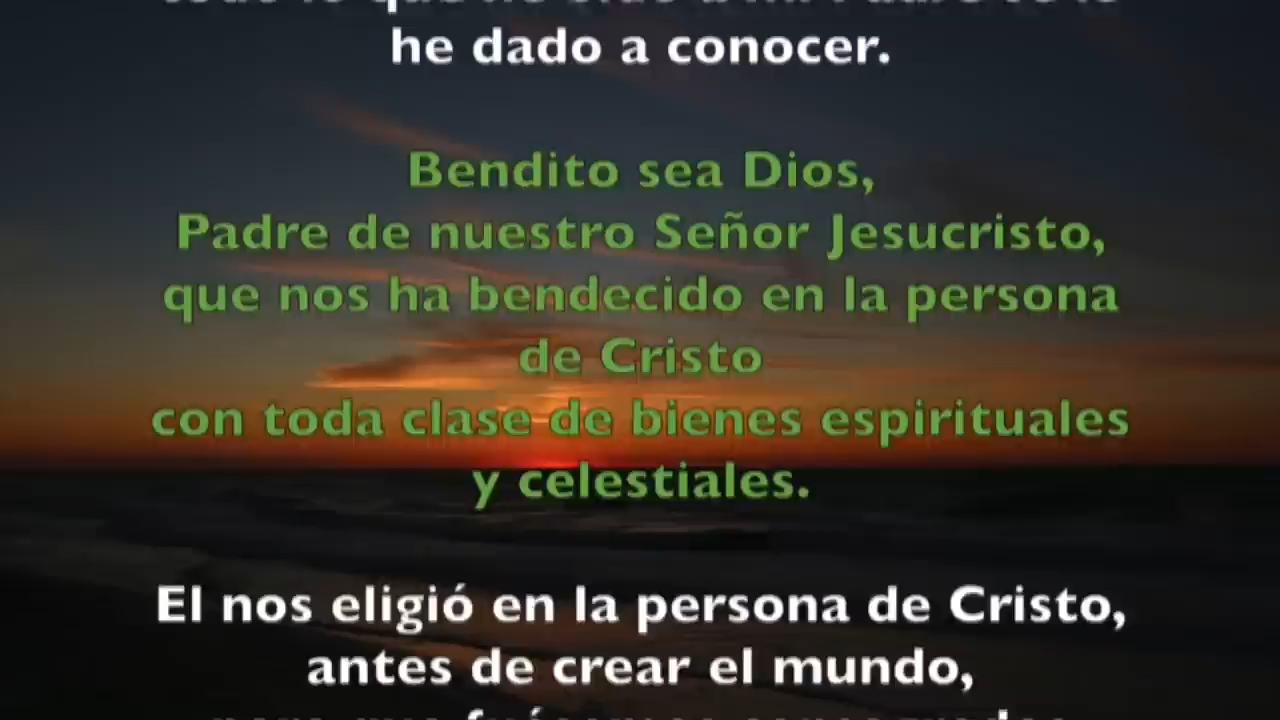 he dado a conocer.
Bendito sea Dios,
Padre de nuestro Señor Jesucristo,
que nos ha bendecido en la persona
de Cristo
con toda clase de bienes espirituales
y celestiales.
El nos eligió en la persona de Cristo,
antes de crear el mundo,